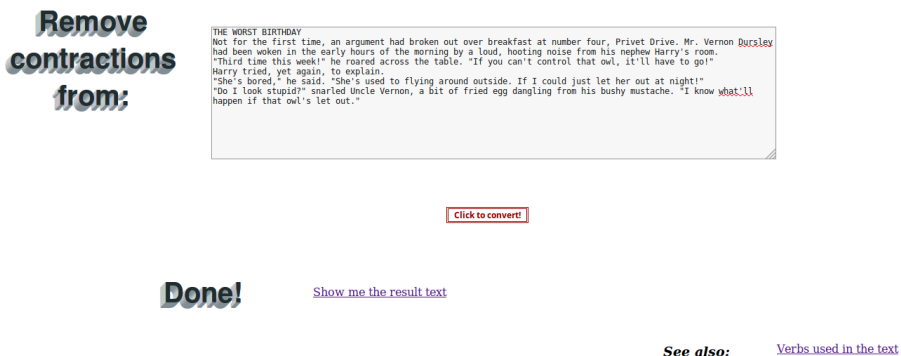 Remove
contractions
from:
THE WORST BIRTHDAY
Not for the first time, an argument had broken out over breakfast at number four, Privet Drive. Mr. Vernon Dursley
had been woken in the early hours of the morning by a loud, hooting noise from his nephew Harry's room.
"Third time this week!" he roared across the table. "If you can't control that owl, it'll have to go!"
Harry tried, yet again, to explain.
"She's bored," he said. "She's used to flying around outside. If I could just let her out at night!"
"Do I look stupid?" snarled Uncle Vernon, a bit of fried egg dangling from his bushy mustache. "I know what'll
happen if that owl's let out."
Click to convert!
Done!
Show me the result text
See also:
Verbs used in the text